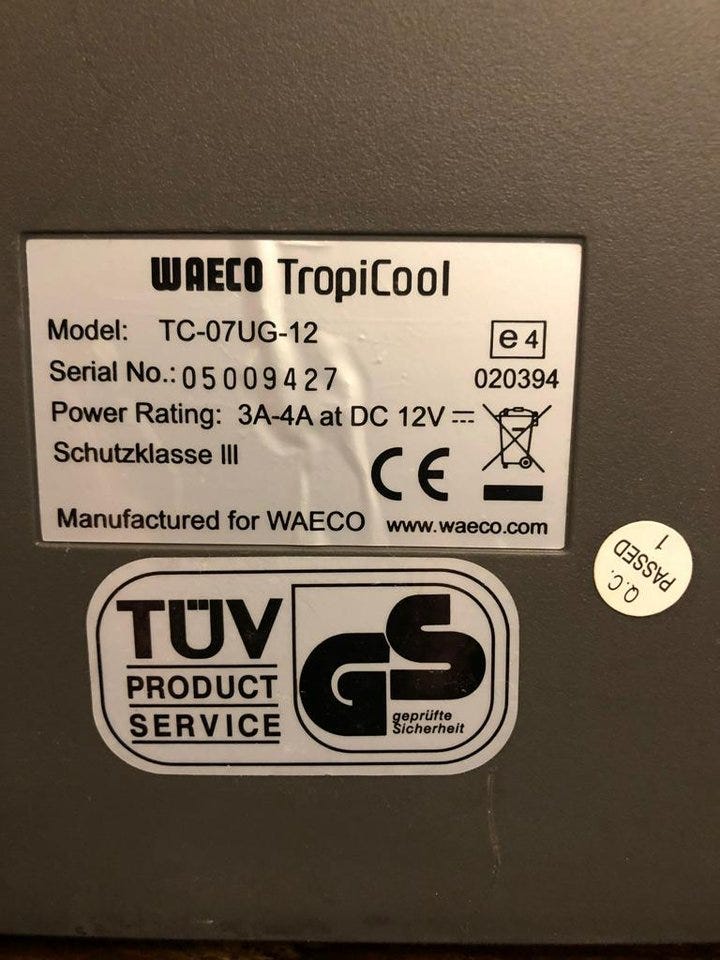 WAECO TropiCool
Model: TC-07UG-12
e4
Serial No.: 05009427
020394
Power Rating: 3A-4A at DC 12V
Schutzklasse III
CE
Manufactured for WAECO www.waeco.com
Q.C.
PASSED
1
TÜV
PRODUCT
SERVICE
GS
geprüfte
Sicherheit